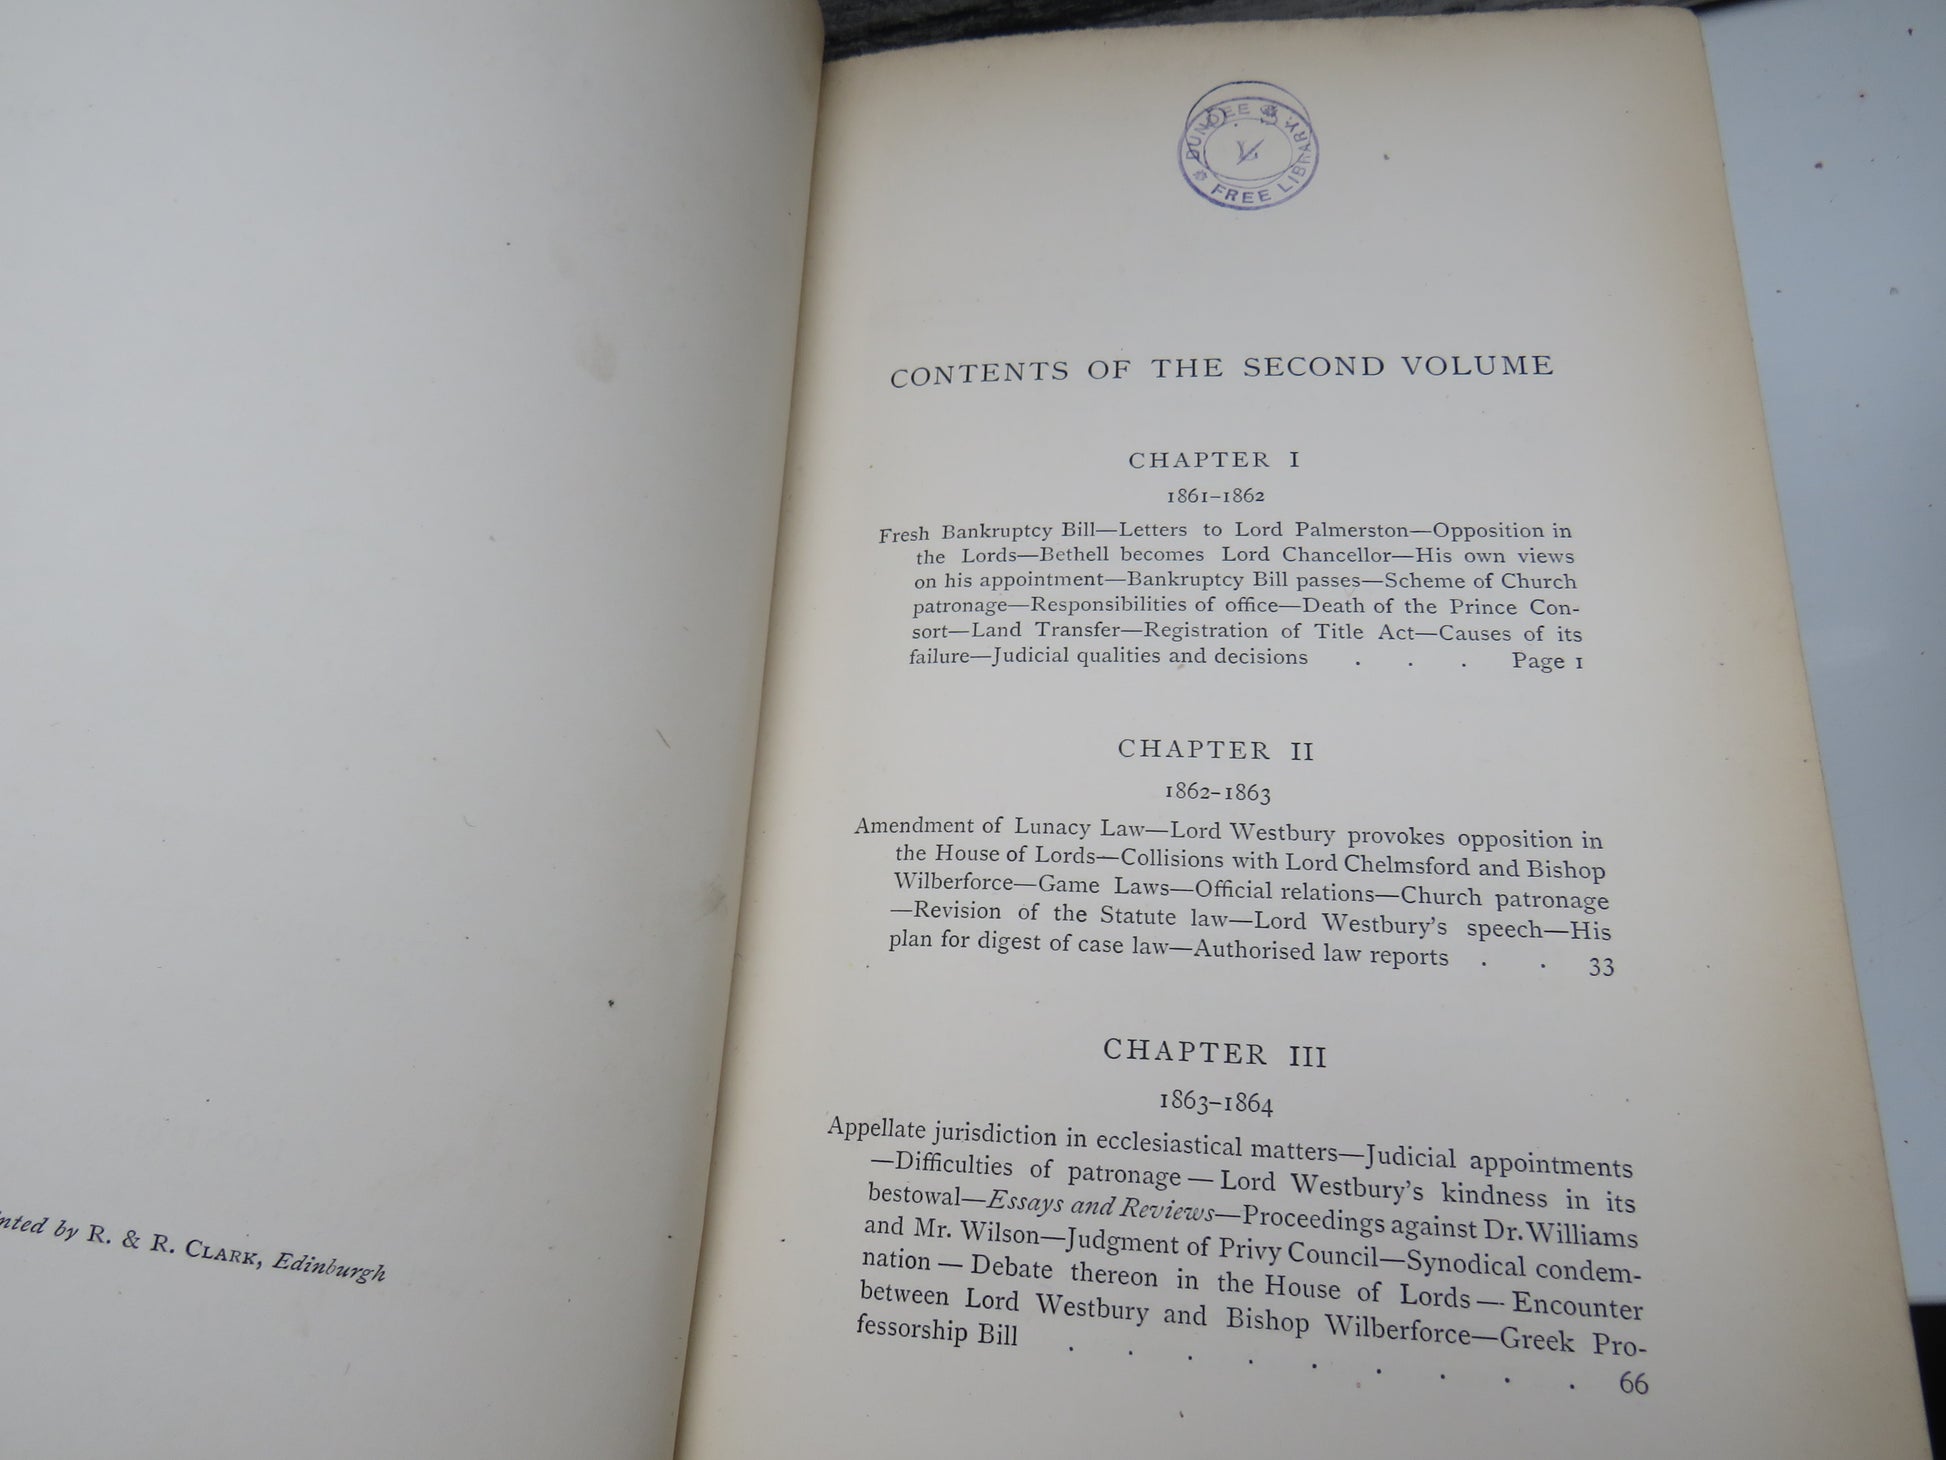 by R. & R. CLARK, Edinburgh
DUNDEE
FREE LIBRARY.
CONTENTS OF THE SECOND VOLUME
CHAPTER I
1861–1862
Fresh Bankruptcy Bill—Letters to Lord Palmerston—Opposition in
the Lords—Bethell becomes Lord Chancellor—His own views
on his appointment—Bankruptcy Bill passes—Scheme of Church
patronage—Responsibilities of office—Death of the Prince Con-
sort—Land Transfer—Registration of Title Act—Causes of its
failure—Judicial qualities and decisions . . . Page 1
CHAPTER II
1862–1863
Amendment of Lunacy Law—Lord Westbury provokes opposition in
the House of Lords—Collisions with Lord Chelmsford and Bishop
Wilberforce—Game Laws—Official relations—Church patronage
—Revision of the Statute law—Lord Westbury's speech—His
plan for digest of case law—Authorised law reports . . 33
CHAPTER III
1863–1864
Appellate jurisdiction in ecclesiastical matters—Judicial appointments
—Difficulties of patronage—Lord Westbury's kindness in its
bestowal—Essays and Reviews—Proceedings against Dr. Williams
and Mr. Wilson—Judgment of Privy Council—Synodical condem-
nation—Debate thereon in the House of Lords—Encounter
between Lord Westbury and Bishop Wilberforce—Greek Pro-
fessorship Bill . . . . . . . . . 66